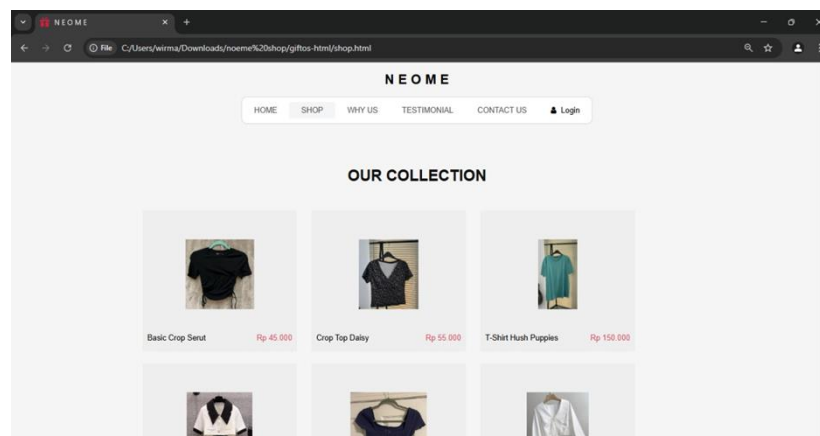 NEOME
File C:/Users/wirma/Downloads/noeme%20shop/giftos-html/shop.html
NEOME
HOME SHOP WHY US TESTIMONIAL CONTACT US Login
OUR COLLECTION
Basic Crop Serut Rp 45.000 Crop Top Daisy Rp 55.000 T-Shirt Hush Puppies Rp 150.000